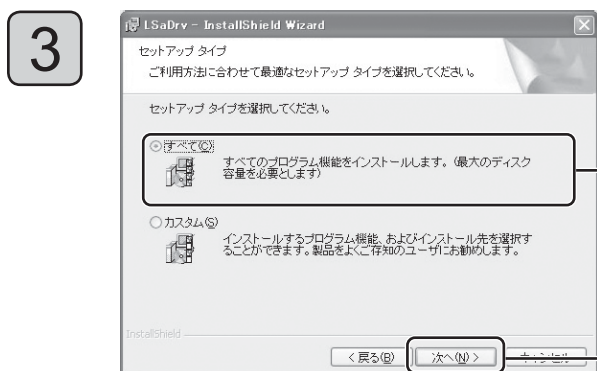 3
LSaDrv - InstallShield Wizard
セットアップ タイプ
ご利用方法に合わせて最適なセットアップ タイプを選択してください。
セットアップ タイプを選択してください。
すべて(C)
すべてのプログラム機能をインストールします。(最大のディスク
容量を必要とします)
カスタム(S)
インストールするプログラム機能、およびインストール先を選択す
ることができます。製品をよくご存知のユーザにお勧めします。
InstallShield
< 戻る(B)
次へ(N) >
キャンセル